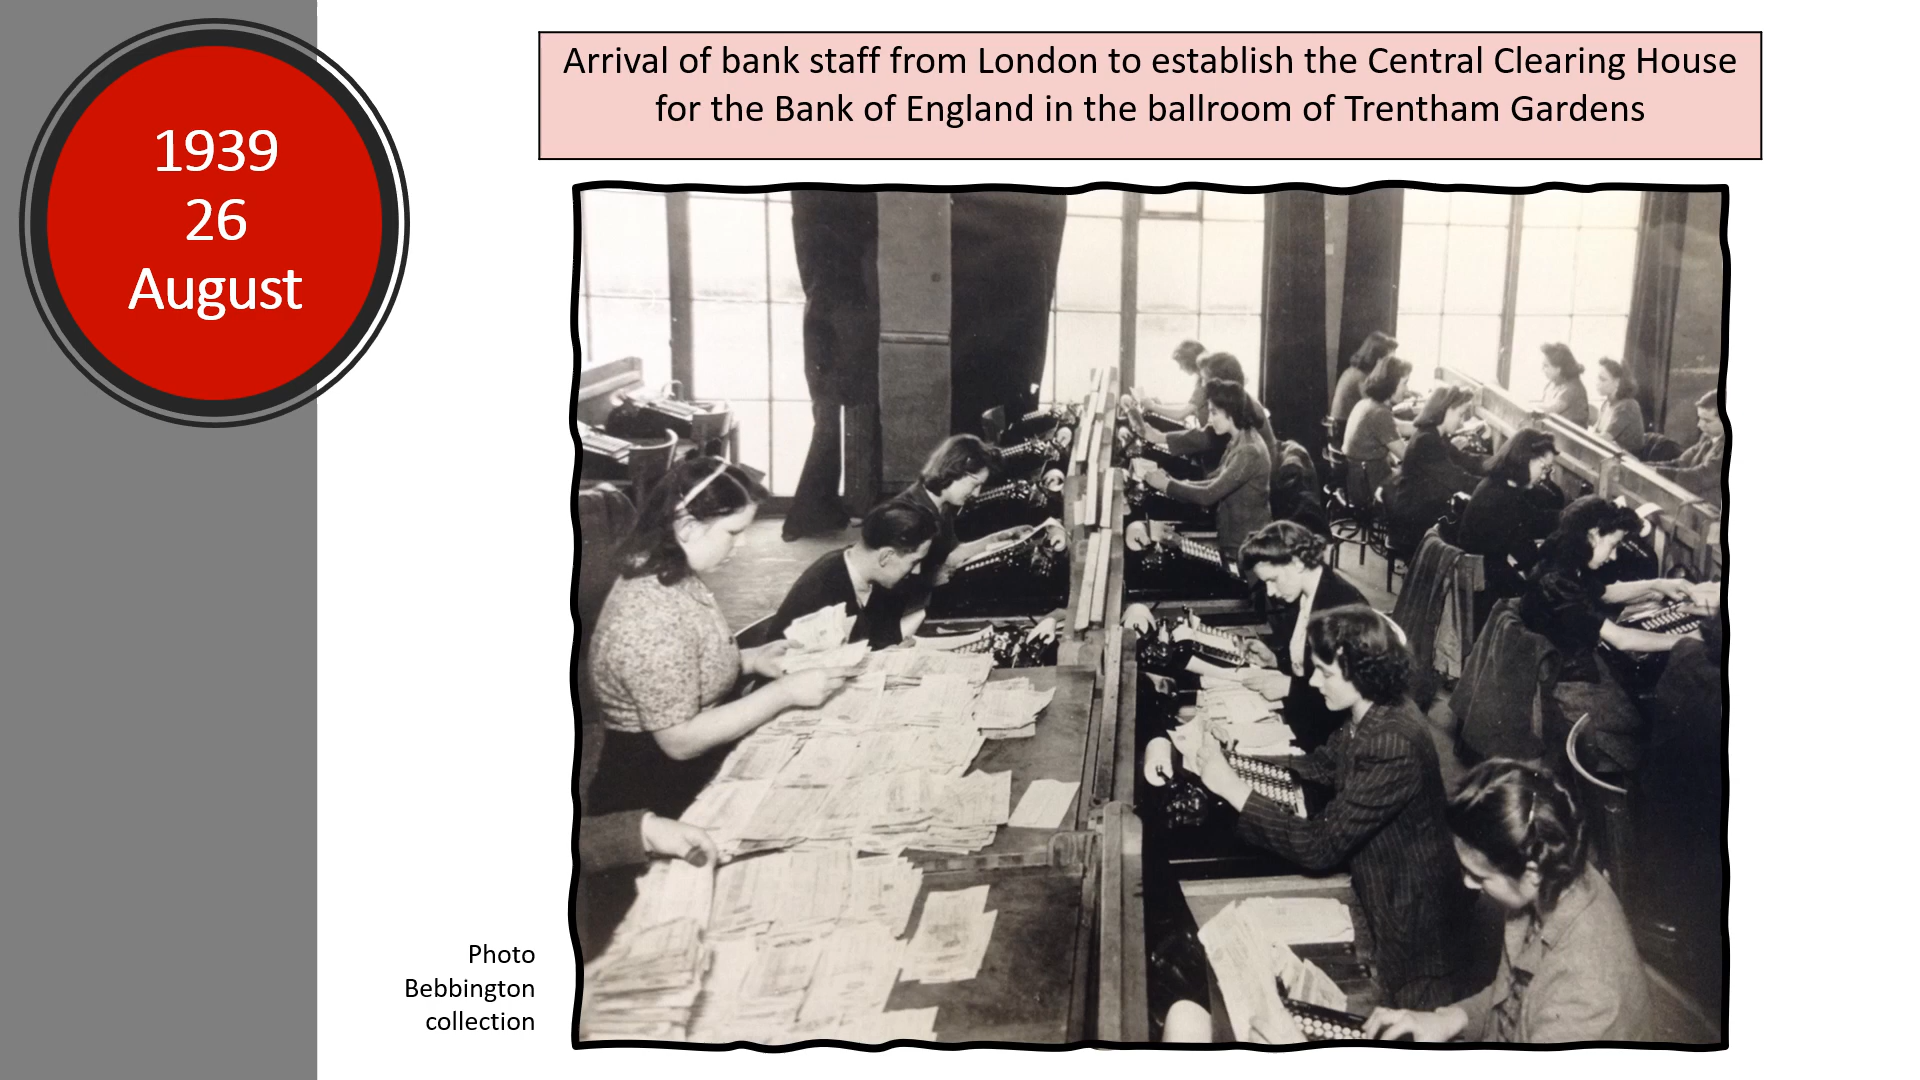 1939
26
August
Arrival of bank staff from London to establish the Central Clearing House
for the Bank of England in the ballroom of Trentham Gardens
Photo
Bebbington
collection